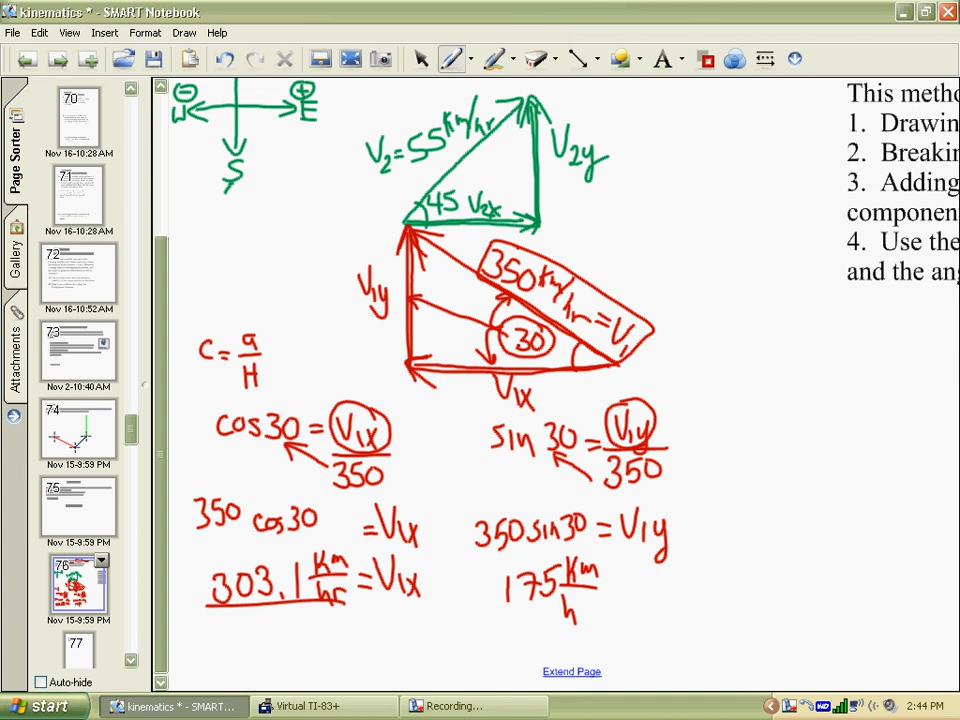 kinematics * - SMART Notebook
File Edit View Insert Format Draw Help
Page Sorter
Gallery
Attachments
70
Nov 16-10:28 AM
71
Nov 16-10:28 AM
72
Nov 16-10:52 AM
73
Nov 2-10:40 AM
74
Nov 15-9:59 PM
75
Nov 15-9:59 PM
76
Nov 15-9:59 PM
77
Auto-hide
W E
S
V2 = 55 Km/hr
V2y
45 V2x
V1y
350 Km/hr = V1
30
V1x
C = a/H
cos30 = V1x/350
sin 30 = V1y/350
350 cos30 = V1x
350 sin30 = V1y
303.1 Km/hr = V1x
175 Km/h
This metho
1. Drawin
2. Breakin
3. Adding
componen
4. Use the
and the an
Extend Page
start
kinematics * - SMART...
Virtual TI-83+
Recording...
2:44 PM